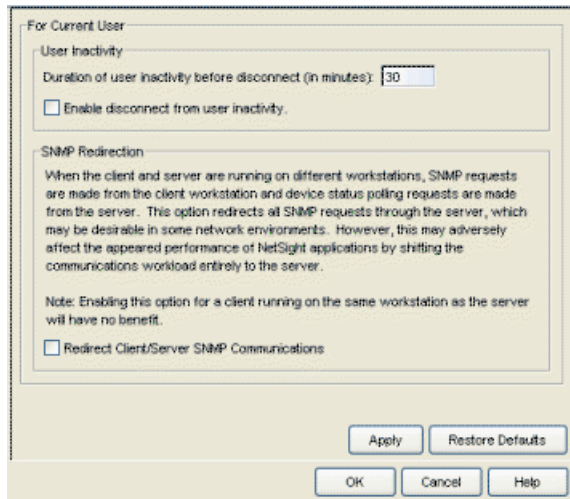 For Current User
User Inactivity
Duration of user inactivity before disconnect (in minutes): 30
Enable disconnect from user inactivity.
SNMP Redirection
When the client and server are running on different workstations, SNMP requests
are made from the client workstation and device status polling requests are made
from the server. This option redirects all SNMP requests through the server, which
may be desirable in some network environments. However, this may adversely
affect the appeared performance of NetSight applications by shifting the
communications workload entirely to the server.
Note: Enabling this option for a client running on the same workstation as the server
will have no benefit.
Redirect Client/Server SNMP Communications
Apply Restore Defaults
OK Cancel Help